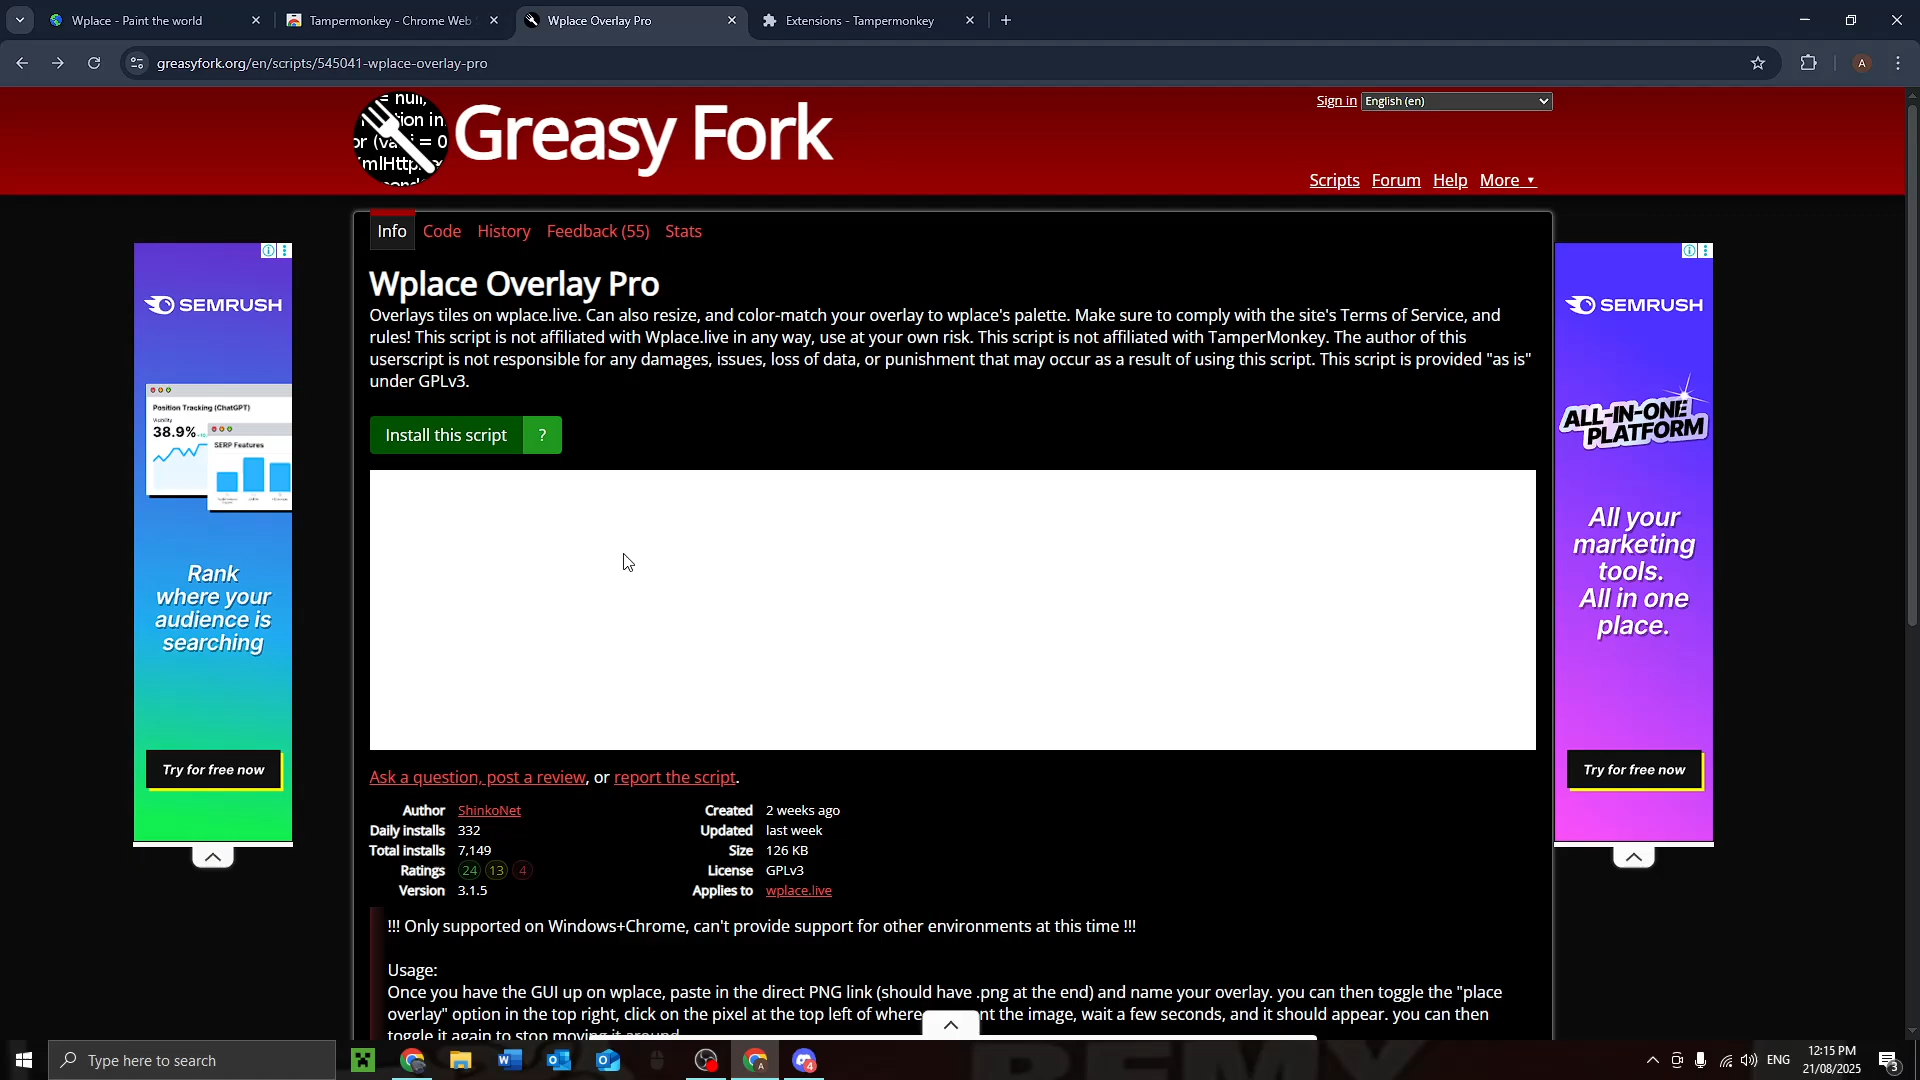 Wplace - Paint the world
Tampermonkey - Chrome Web
Wplace Overlay Pro
Extensions - Tampermonkey
greasyfork.org/en/scripts/545041-wplace-overlay-pro
A
Greasy Fork
Sign in
English (en)
Scripts
Forum
Help
More ▼
Info
Code
History
Feedback (55)
Stats
Wplace Overlay Pro
Overlays tiles on wplace.live. Can also resize, and color-match your overlay to wplace's palette. Make sure to comply with the site's Terms of Service, and
rules! This script is not affiliated with Wplace.live in any way, use at your own risk. This script is not affiliated with TamperMonkey. The author of this
userscript is not responsible for any damages, issues, loss of data, or punishment that may occur as a result of using this script. This script is provided "as is"
under GPLv3.
Install this script
?
SEMRUSH
Position Tracking (ChatGPT)
Visibility
38.9%
SERP Features
Rank
where your
audience is
searching
Try for free now
SEMRUSH
ALL-IN-ONE
PLATFORM
All your
marketing
tools.
All in one
place.
Try for free now
Ask a question, post a review, or report the script.
Author ShinkoNet
Daily installs 332
Total installs 7,149
Ratings 24 13 4
Version 3.1.5
Created 2 weeks ago
Updated last week
Size 126 KB
License GPLv3
Applies to wplace.live
!!! Only supported on Windows+Chrome, can't provide support for other environments at this time !!!
Usage:
Once you have the GUI up on wplace, paste in the direct PNG link (should have .png at the end) and name your overlay. you can then toggle the "place
overlay" option in the top right, click on the pixel at the top left of where nt the image, wait a few seconds, and it should appear. you can then
toggle it again to stop moving it around
Type here to search
ENG
12:15 PM
21/08/2025
3